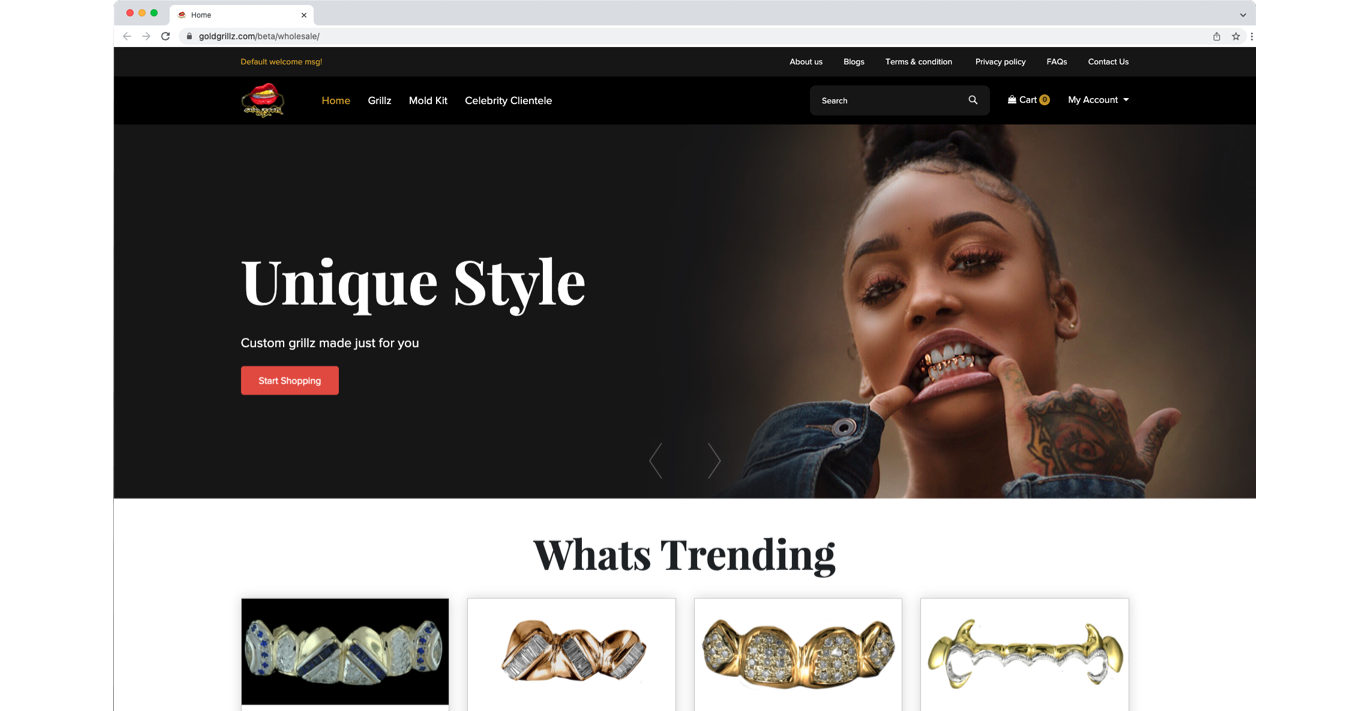 Home
goldgrillz.com/beta/wholesale/
Default welcome msg!
About us Blogs Terms & condition Privacy policy FAQs Contact Us
Home Grillz Mold Kit Celebrity Clientele Search Cart 0 My Account
Unique Style
Custom grillz made just for you
Start Shopping
Whats Trending